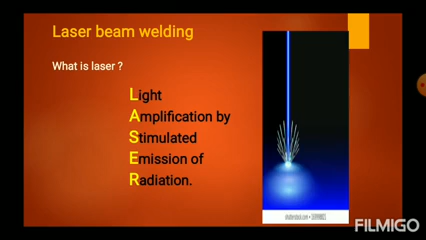 Laser beam welding
What is laser ?
Light
Amplification by
Stimulated
Emission of
Radiation.
FILMIGO